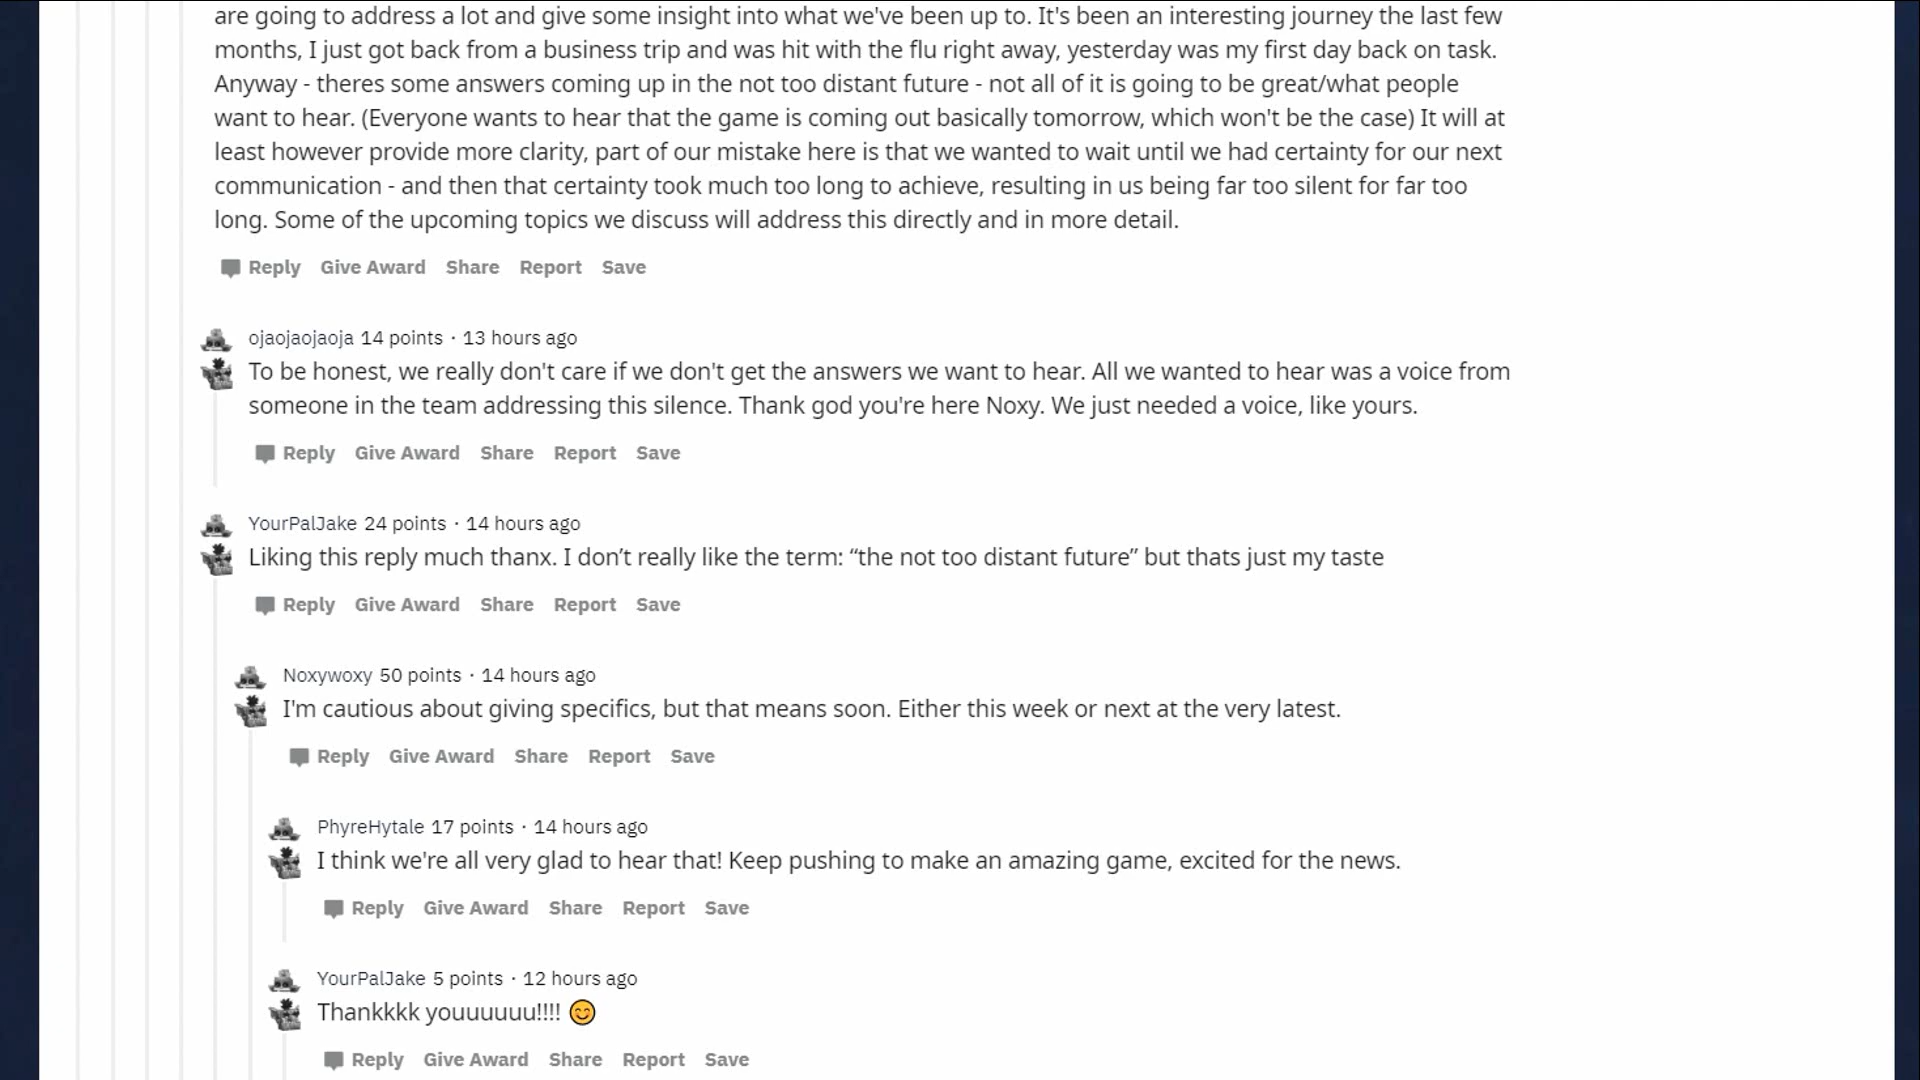 are going to address a lot and give some insight into what we've been up to. It's been an interesting journey the last few
months, I just got back from a business trip and was hit with the flu right away, yesterday was my first day back on task.
Anyway - theres some answers coming up in the not too distant future - not all of it is going to be great/what people
want to hear. (Everyone wants to hear that the game is coming out basically tomorrow, which won't be the case) It will at
least however provide more clarity, part of our mistake here is that we wanted to wait until we had certainty for our next
communication - and then that certainty took much too long to achieve, resulting in us being far too silent for far too
long. Some of the upcoming topics we discuss will address this directly and in more detail.
Reply Give Award Share Report Save
ojaojaojaoja 14 points · 13 hours ago
To be honest, we really don't care if we don't get the answers we want to hear. All we wanted to hear was a voice from
someone in the team addressing this silence. Thank god you're here Noxy. We just needed a voice, like yours.
Reply Give Award Share Report Save
YourPalJake 24 points · 14 hours ago
Liking this reply much thanx. I don’t really like the term: “the not too distant future” but thats just my taste
Reply Give Award Share Report Save
Noxywoxy 50 points · 14 hours ago
I'm cautious about giving specifics, but that means soon. Either this week or next at the very latest.
Reply Give Award Share Report Save
PhyreHytale 17 points · 14 hours ago
I think we're all very glad to hear that! Keep pushing to make an amazing game, excited for the news.
Reply Give Award Share Report Save
YourPalJake 5 points · 12 hours ago
Thankkkk youuuuuu!!!! 😊
Reply Give Award Share Report Save